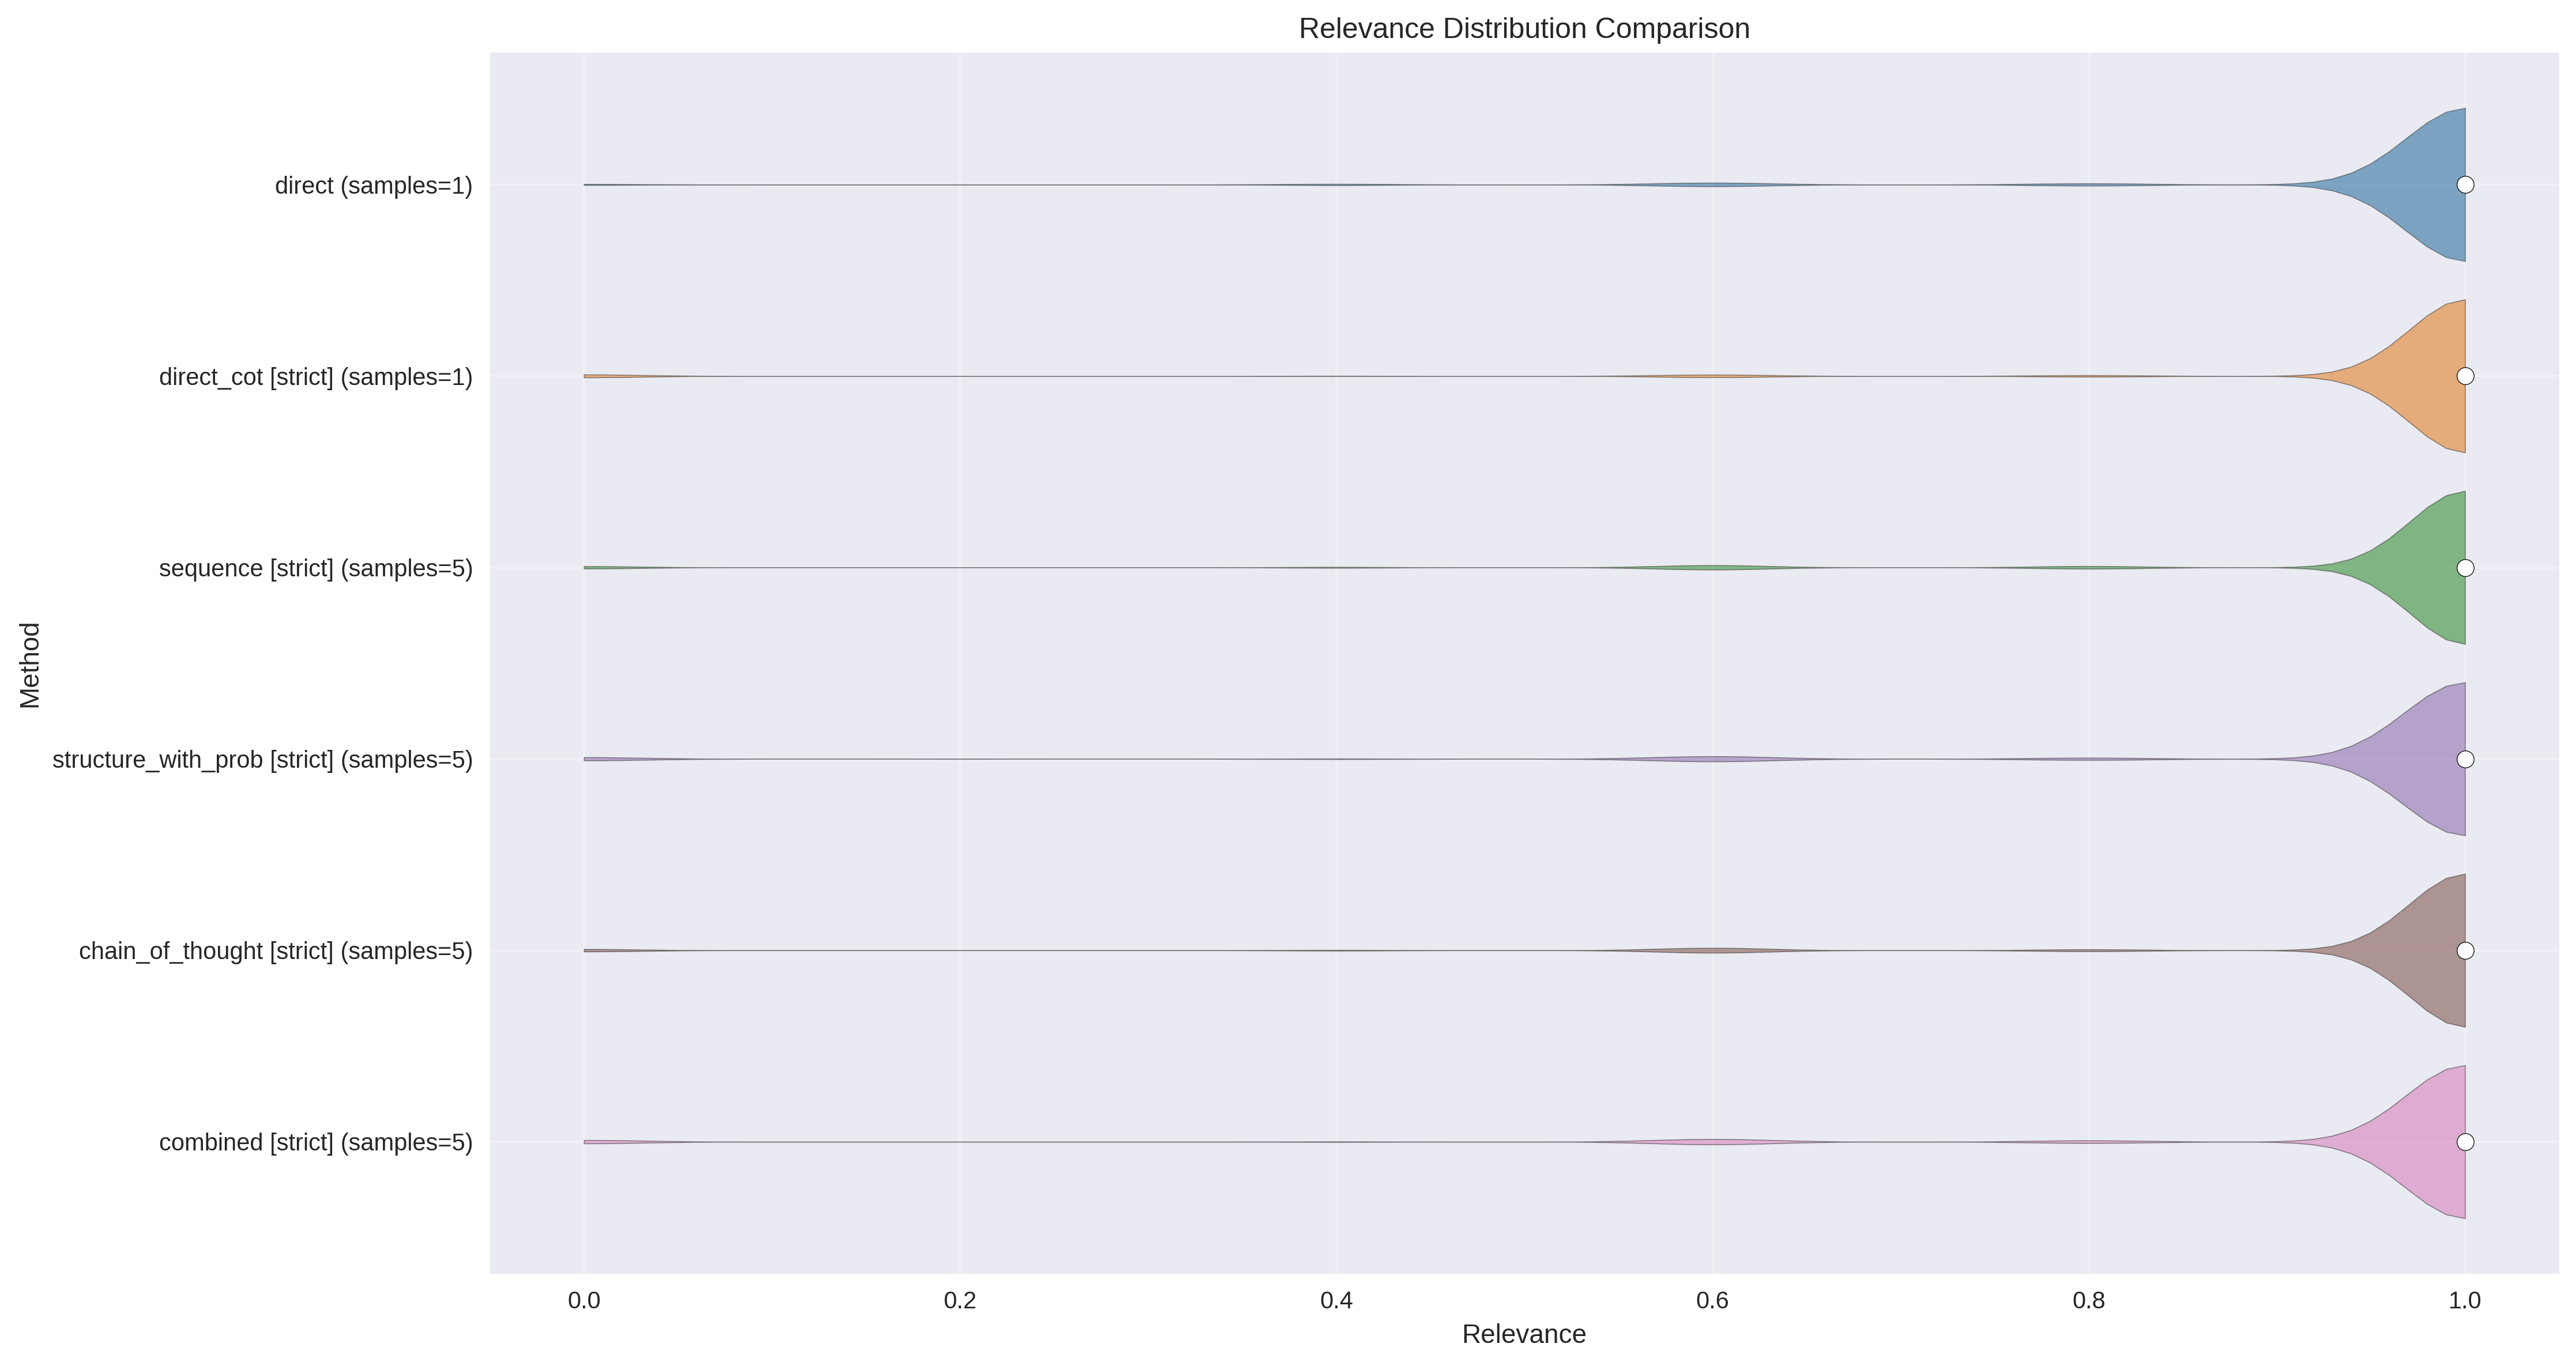 Relevance Distribution Comparison
Method
direct (samples=1)
direct_cot [strict] (samples=1)
sequence [strict] (samples=5)
structure_with_prob [strict] (samples=5)
chain_of_thought [strict] (samples=5)
combined [strict] (samples=5)
0.0 0.2 0.4 0.6 0.8 1.0
Relevance